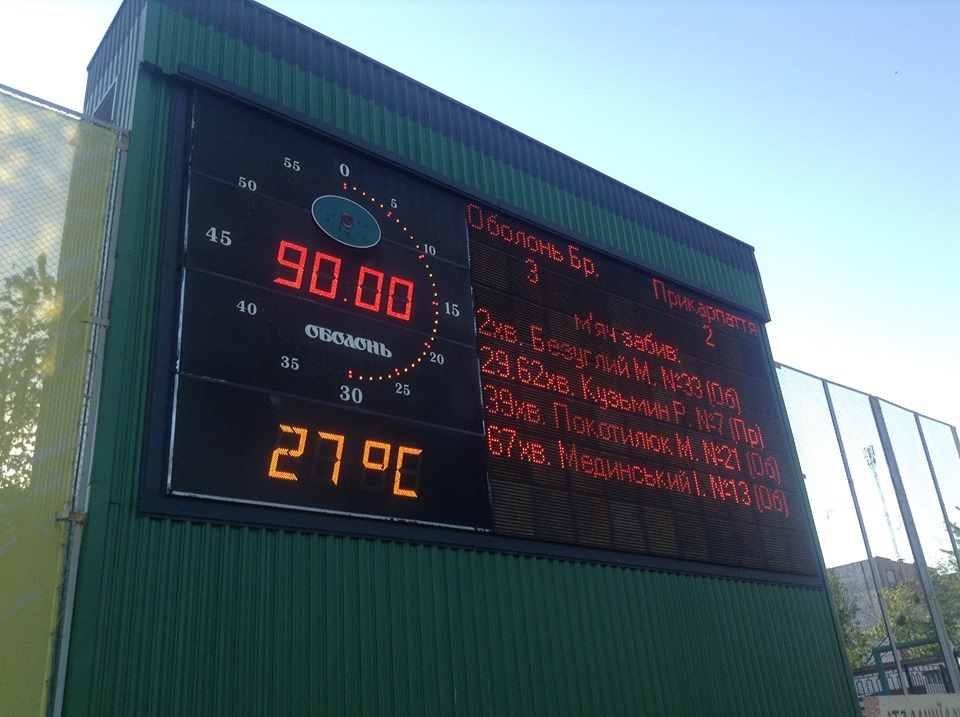 0
5
10
15
20
25
30
35
40
45
50
55
90.00
оболонь
27°C
Оболонь Бр. Прикарпаття
3 2
м'яч забив:
2хв. Безуглий М. №33 (Об)
29.62хв. Кузьмин Р. №7 (Пр)
39хв. Покотилюк М. №21 (Об)
67хв. Мединський І. №13 (Об)